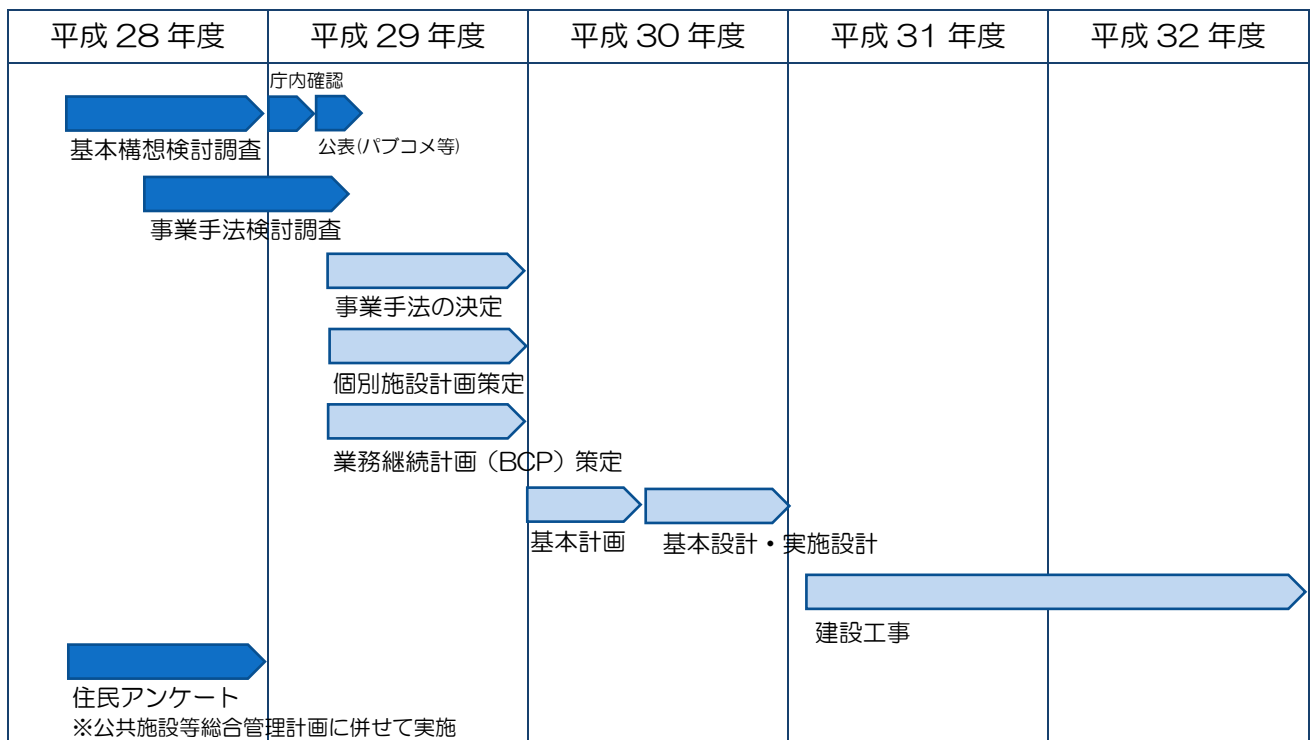 平成 28 年度 平成 29 年度 平成 30 年度 平成 31 年度 平成 32 年度
庁内確認
基本構想検討調査
公表(パブコメ等)
事業手法検討調査
事業手法の決定
個別施設計画策定
業務継続計画（BCP）策定
基本計画
基本設計・実施設計
建設工事
住民アンケート
※公共施設等総合管理計画に併せて実施